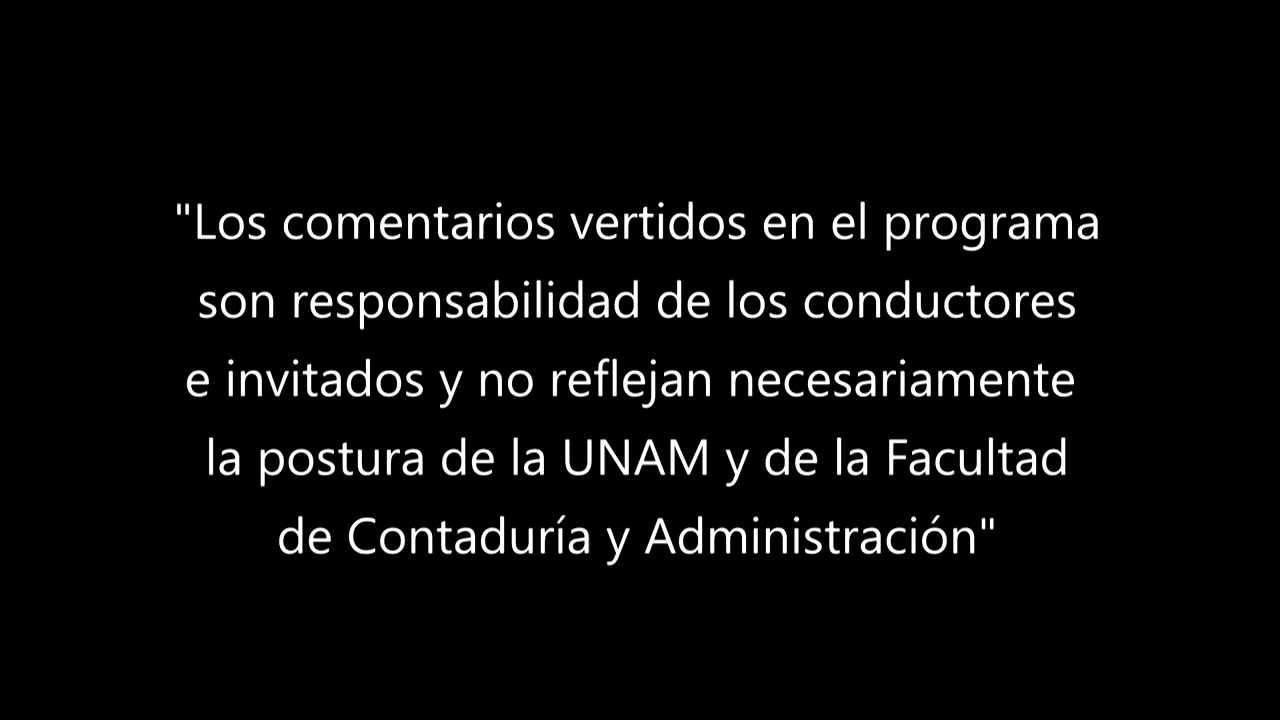 "Los comentarios vertidos en el programa
son responsabilidad de los conductores
e invitados y no reflejan necesariamente
la postura de la UNAM y de la Facultad
de Contaduría y Administración"